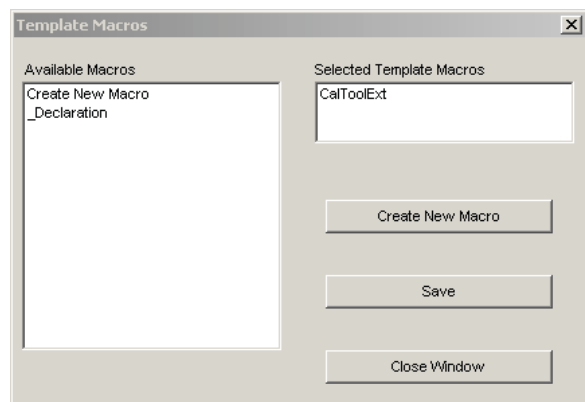 Template Macros
Available Macros
Create New Macro
_Declaration
Selected Template Macros
CalToolExt
Create New Macro
Save
Close Window